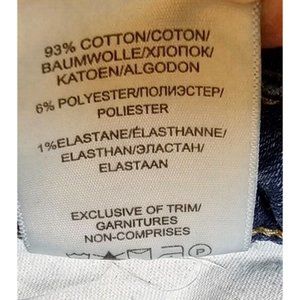 93% COTTON/COTON/
BAUMWOLLE/ХЛОПОК/
KATOEN/ALGODON
6% POLYESTER/ПОЛИЭСТЕР/
POLIESTER
1%ELASTANE/ÉLASTHANNE/
ELASTHAN/ЭЛАСТАН/
ELASTAAN
EXCLUSIVE OF TRIM/
GARNITURES
NON-COMPRISES
P